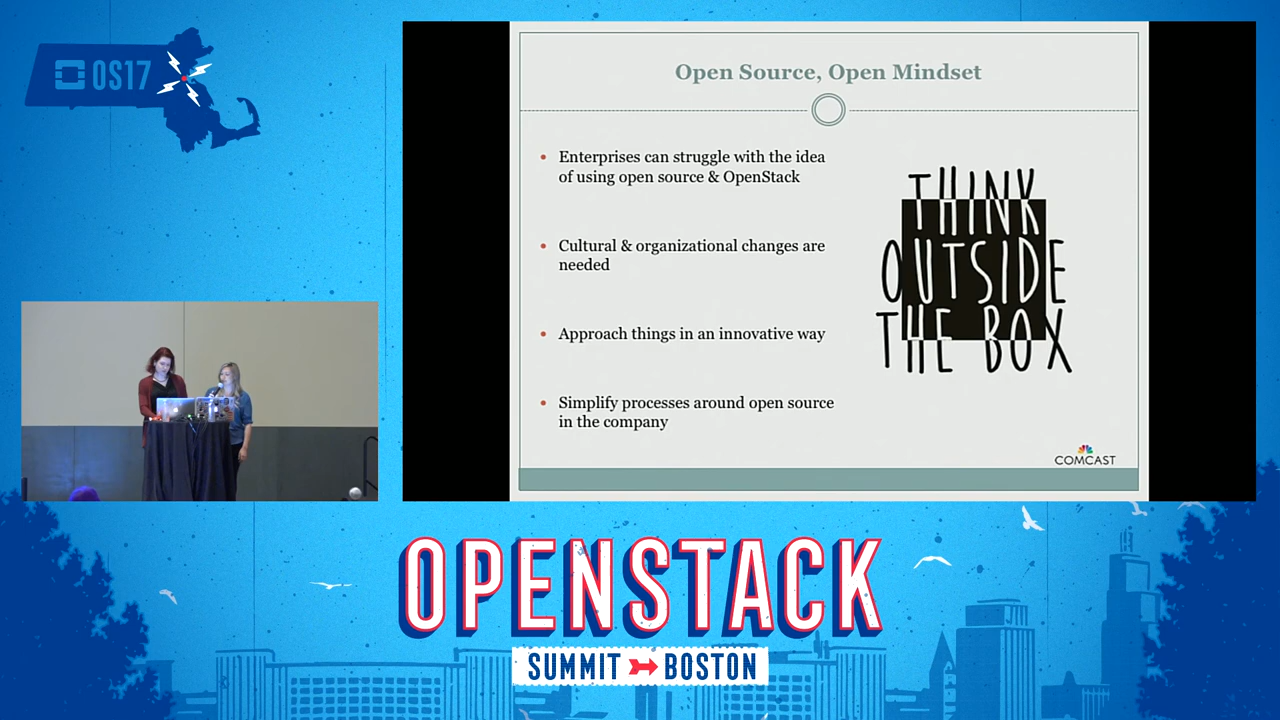 OS17
Open Source, Open Mindset
Enterprises can struggle with the idea
of using open source & OpenStack
Cultural & organizational changes are
needed
Approach things in an innovative way
Simplify processes around open source
in the company
THINK
OUTSIDE
THE BOX
COMCAST
OPENSTACK
SUMMIT BOSTON